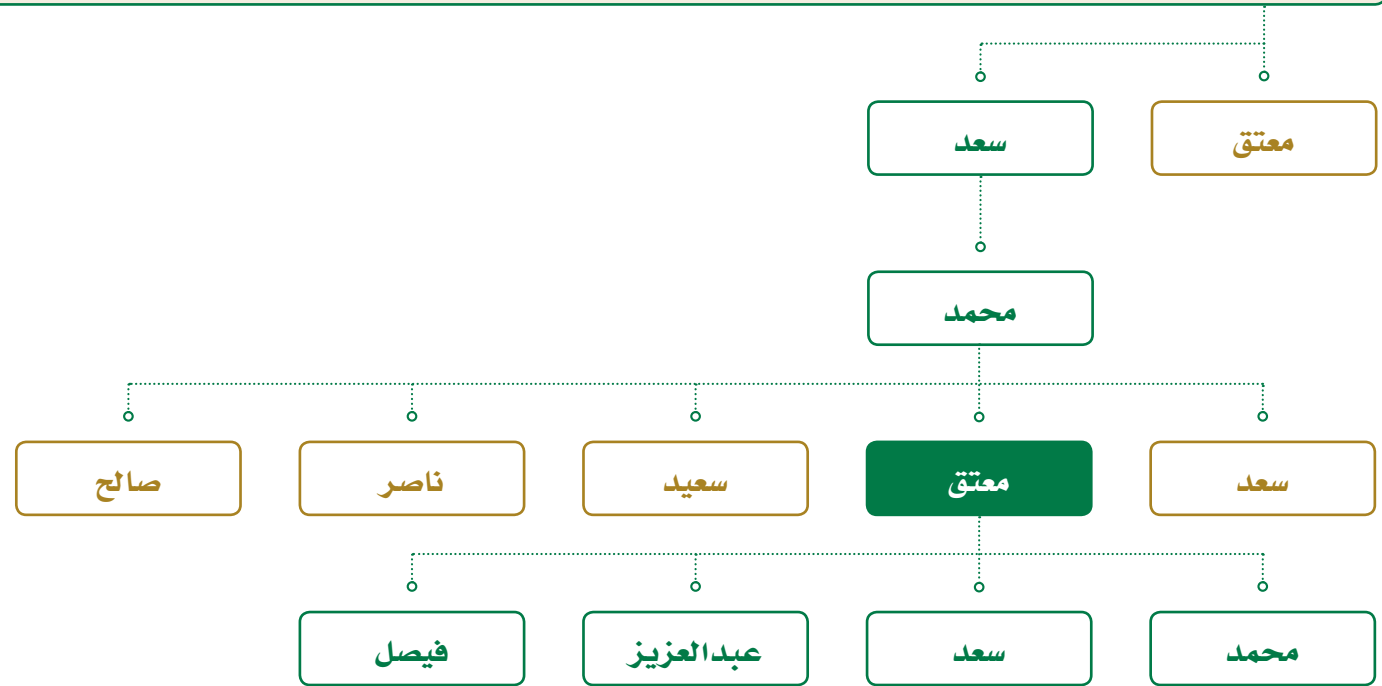 معتق
سعد
محمد
سعد
معتق
سعيد
ناصر
صالح
محمد
سعد
عبدالعزيز
فيصل